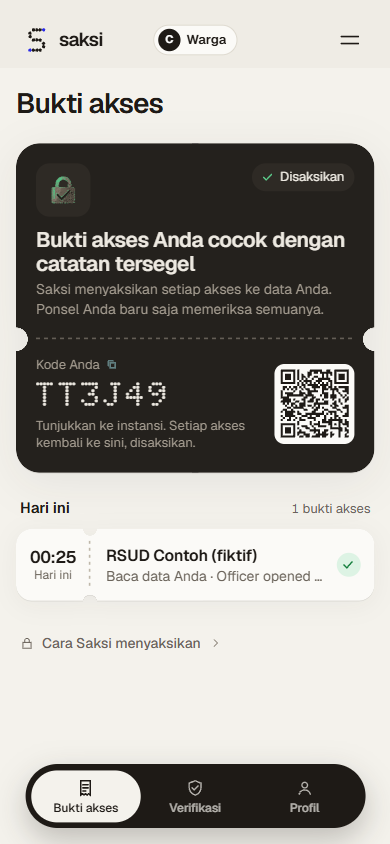 saksi
C Warga
Bukti akses
Disaksikan
Bukti akses Anda cocok dengan
catatan tersegel
Saksi menyaksikan setiap akses ke data Anda.
Ponsel Anda baru saja memeriksa semuanya.
Kode Anda
TT3J49
Tunjukkan ke instansi. Setiap akses
kembali ke sini, disaksikan.
Hari ini
1 bukti akses
00:25
Hari ini
RSUD Contoh (fiktif)
Baca data Anda · Officer opened ...
Cara Saksi menyaksikan
Bukti akses
Verifikasi
Profil